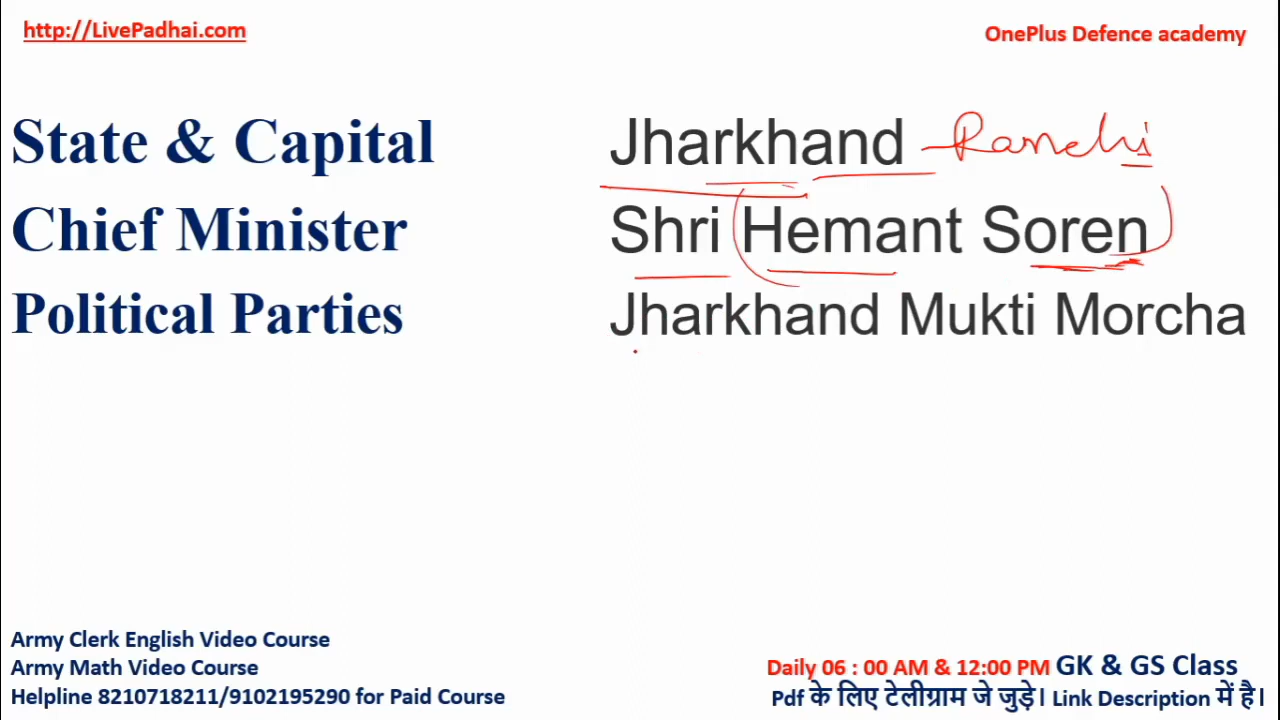 http://LivePadhai.com
OnePlus Defence academy
State & Capital
Jharkhand Ranchi
Chief Minister
Shri Hemant Soren
Political Parties
Jharkhand Mukti Morcha
Army Clerk English Video Course
Army Math Video Course
Helpline 8210718211/9102195290 for Paid Course
Daily 06 : 00 AM & 12:00 PM GK & GS Class
Pdf के लिए टेलीग्राम जे जुड़े। Link Description में है।